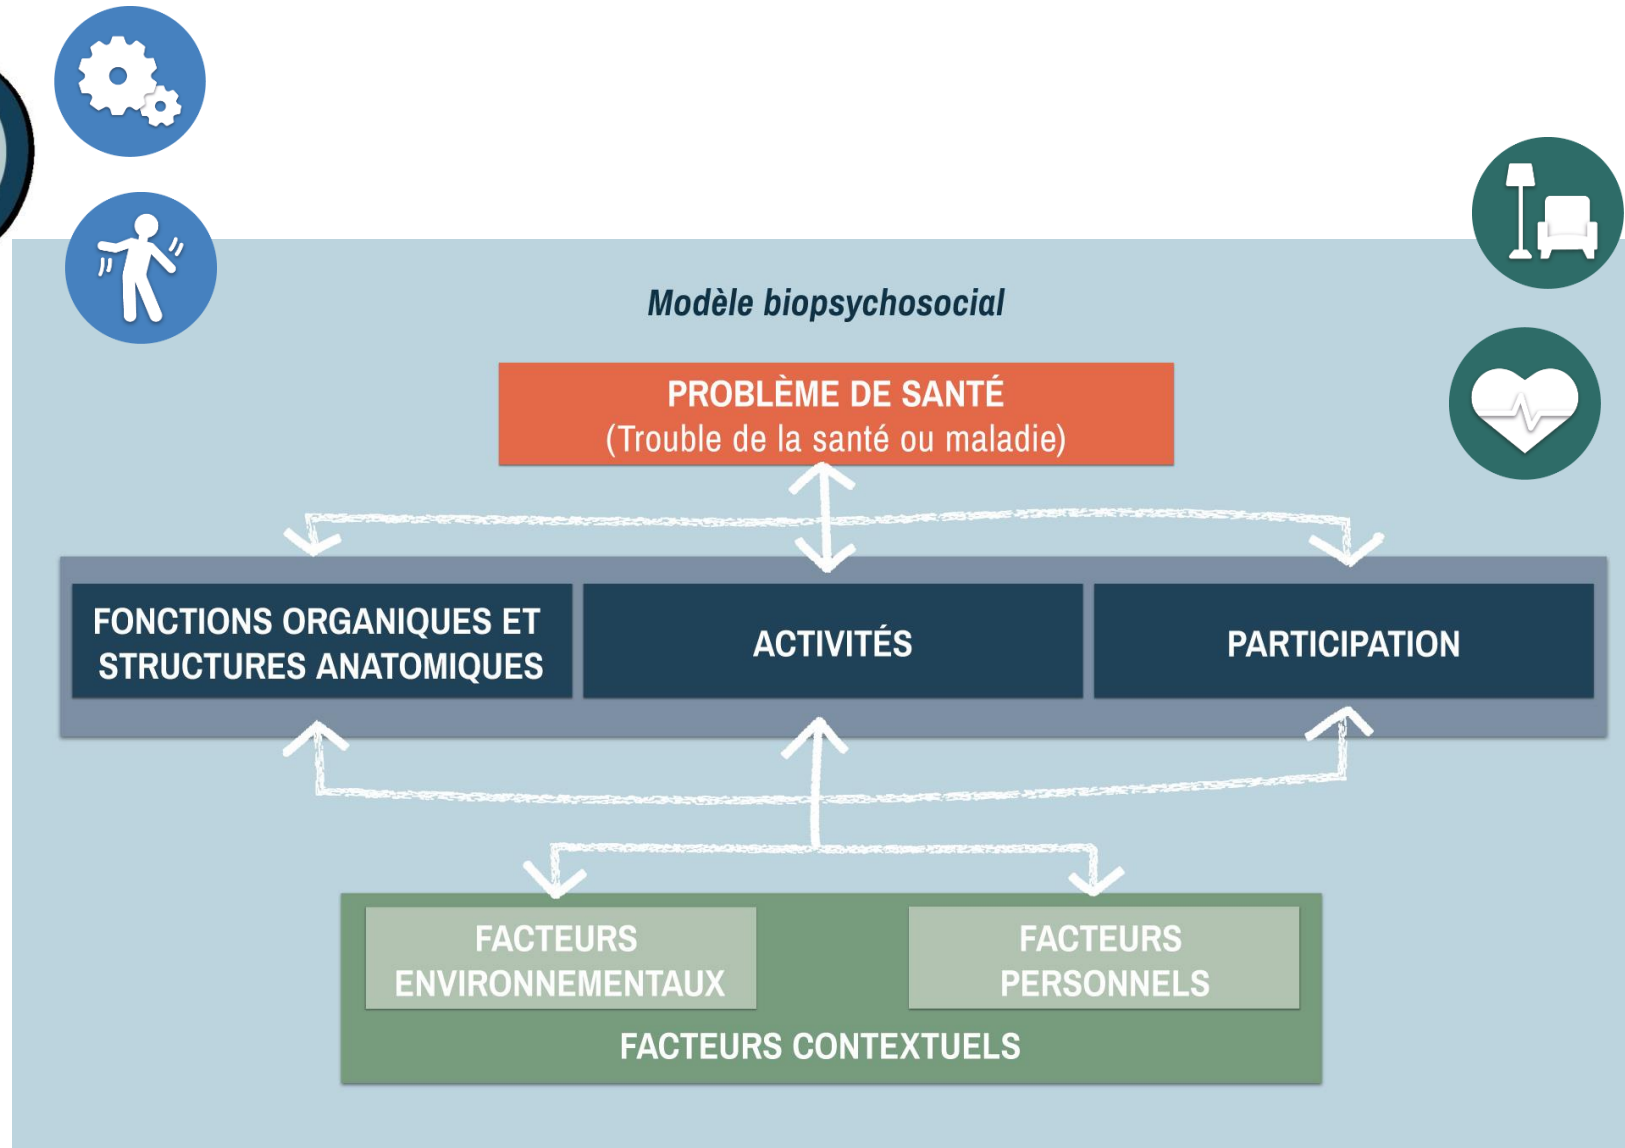 Modèle biopsychosocial
PROBLÈME DE SANTÉ
(Trouble de la santé ou maladie)
FONCTIONS ORGANIQUES ET
STRUCTURES ANATOMIQUES
ACTIVITÉS
PARTICIPATION
FACTEURS
ENVIRONNEMENTAUX
FACTEURS
PERSONNELS
FACTEURS CONTEXTUELS